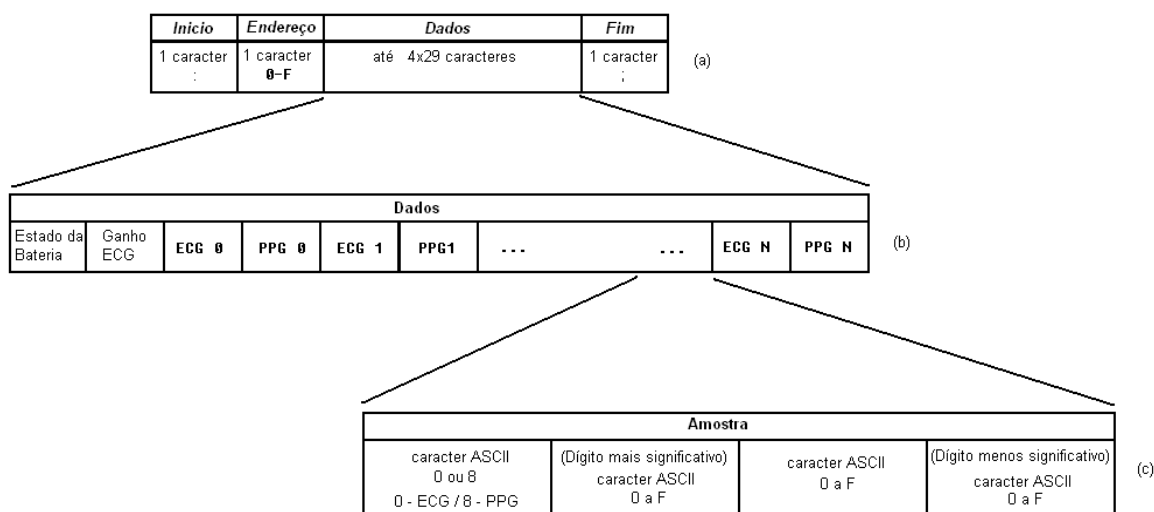 Inicio Endereço Dados Fim
1 caracter 1 caracter até 4x29 caracteres 1 caracter
: 0-F ;
(a)
Dados
Estado da Ganho ECG 0 PPG 0 ECG 1 PPG1 ... ... ECG N PPG N
Bateria ECG
(b)
Amostra
caracter ASCII (Dígito mais significativo) caracter ASCII (Dígito menos significativo)
0 ou 8 caracter ASCII 0 a F caracter ASCII
0 - ECG / 8 - PPG 0 a F 0 a F
(c)